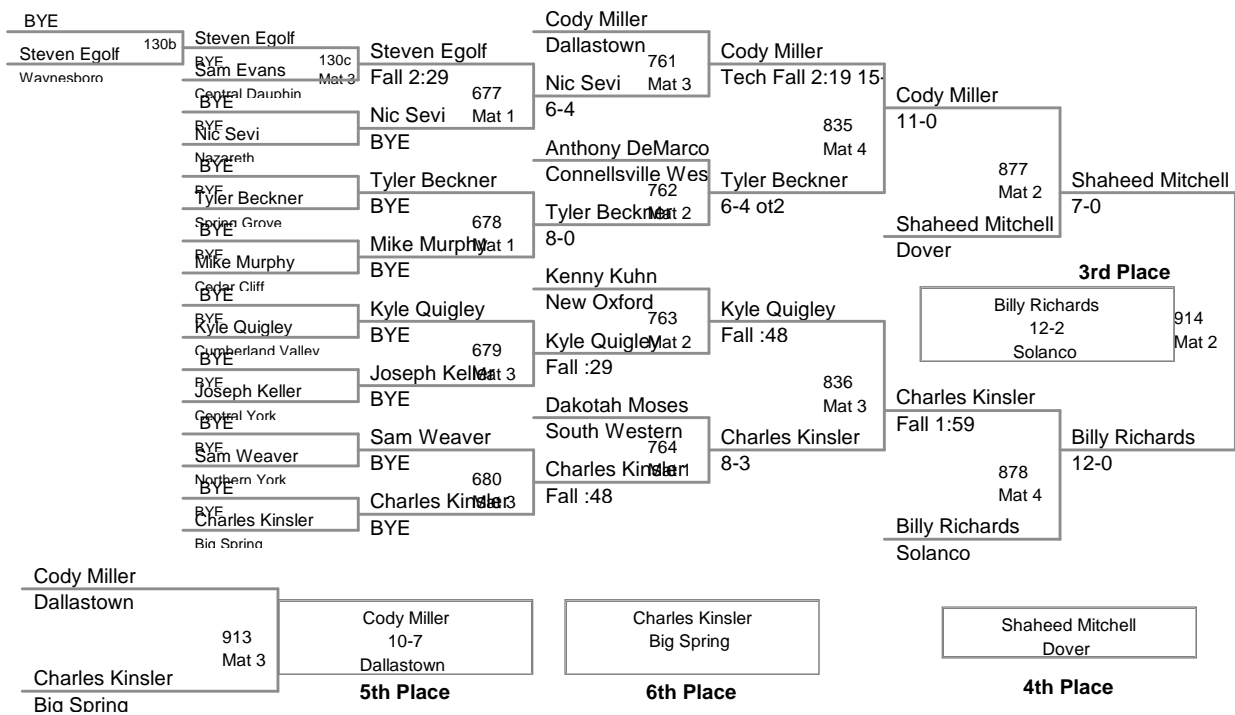 BYE
Steven Egolf
130b
Waynesboro
Steven Egolf
BYE
Sam Evans
130c
Mat 3
Central Dauphin
BYE
BYE
Nic Sevi
Nazareth
BYE
BYE
Tyler Beckner
Spring Grove
BYE
BYE
Mike Murphy
Cedar Cliff
BYE
BYE
Kyle Quigley
Cumberland Valley
BYE
BYE
Joseph Keller
Central York
BYE
BYE
Sam Weaver
Northern York
BYE
BYE
Charles Kinsler
Big Spring
Steven Egolf
Fall 2:29
677
Mat 1
Nic Sevi
BYE
Tyler Beckner
BYE
678
Mat 1
Mike Murphy
BYE
Kyle Quigley
BYE
679
Mat 3
Joseph Keller
BYE
Sam Weaver
BYE
680
Mat 3
Charles Kinsler
BYE
Cody Miller
Dallastown
761
Mat 3
Nic Sevi
6-4
Anthony DeMarco
Connellsville Wes
762
Mat 2
Tyler Beckner
8-0
Kenny Kuhn
New Oxford
763
Mat 2
Kyle Quigley
Fall :29
Dakotah Moses
South Western
764
Mat 1
Charles Kinsler
Fall :48
Cody Miller
Tech Fall 2:19 15-
835
Mat 4
Tyler Beckner
6-4 ot2
Kyle Quigley
Fall :48
836
Mat 3
Charles Kinsler
8-3
Cody Miller
11-0
877
Mat 2
Shaheed Mitchell
Dover
Charles Kinsler
Fall 1:59
878
Mat 4
Billy Richards
Solanco
Shaheed Mitchell
7-0
3rd Place
Billy Richards
12-2
Solanco
914
Mat 2
Billy Richards
12-0
Cody Miller
Dallastown
913
Mat 3
Charles Kinsler
Big Spring
Cody Miller
10-7
Dallastown
5th Place
Charles Kinsler
Big Spring
6th Place
Shaheed Mitchell
Dover
4th Place